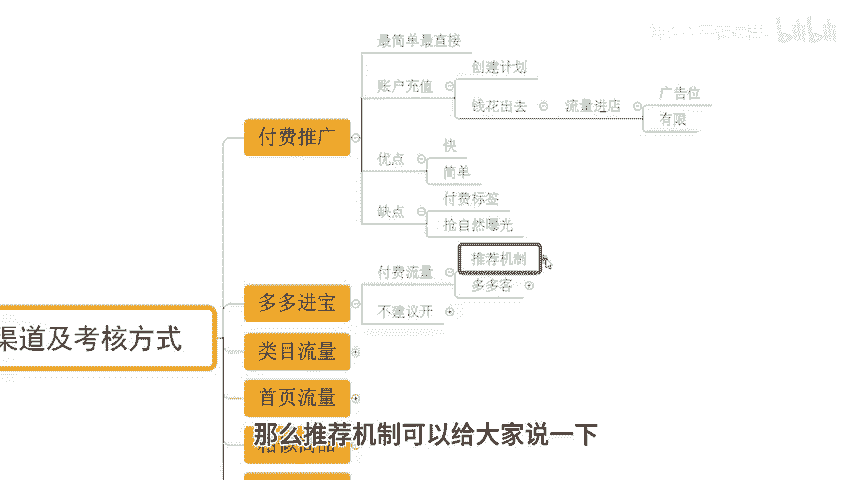 bilibili
最简单最直接
创建计划
账户充值
广告位
钱花出去
流量进店
有限
付费推广
快
优点
简单
付费标签
缺点
抢自然曝光
推荐机制
付费流量
多多客
多多进宝
不建议开
渠道及考核方式
类目流量
首页流量
那么推荐机制可以给大家说一下
相似商品